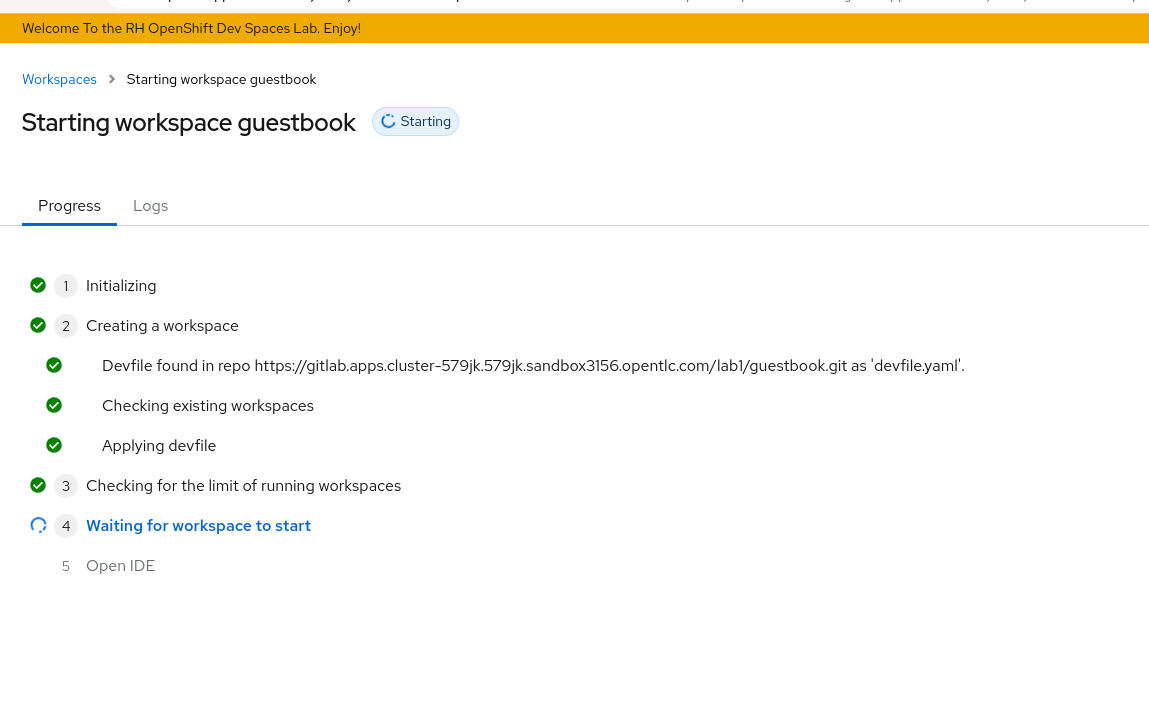 Welcome To the RH OpenShift Dev Spaces Lab. Enjoy!
Workspaces > Starting workspace guestbook
Starting workspace guestbook Starting
Progress Logs
1 Initializing
2 Creating a workspace
Devfile found in repo https://gitlab.apps.cluster-579jk.579jk.sandbox3156.opentlc.com/lab1/guestbook.git as 'devfile.yaml'.
Checking existing workspaces
Applying devfile
3 Checking for the limit of running workspaces
4 Waiting for workspace to start
5 Open IDE